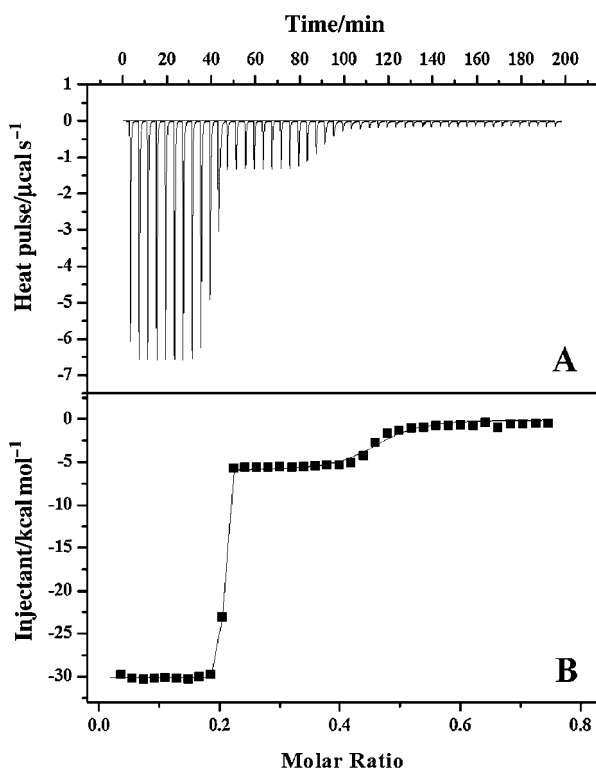 Time/min
0 20 40 60 80 100 120 140 160 180 200
1
0
-1
-2
-3
-4
-5
-6
-7
Heat pulse/μcal s⁻¹
A
0
-5
-10
-15
-20
-25
-30
Injectant/kcal mol⁻¹
B
0.0 0.2 0.4 0.6 0.8
Molar Ratio